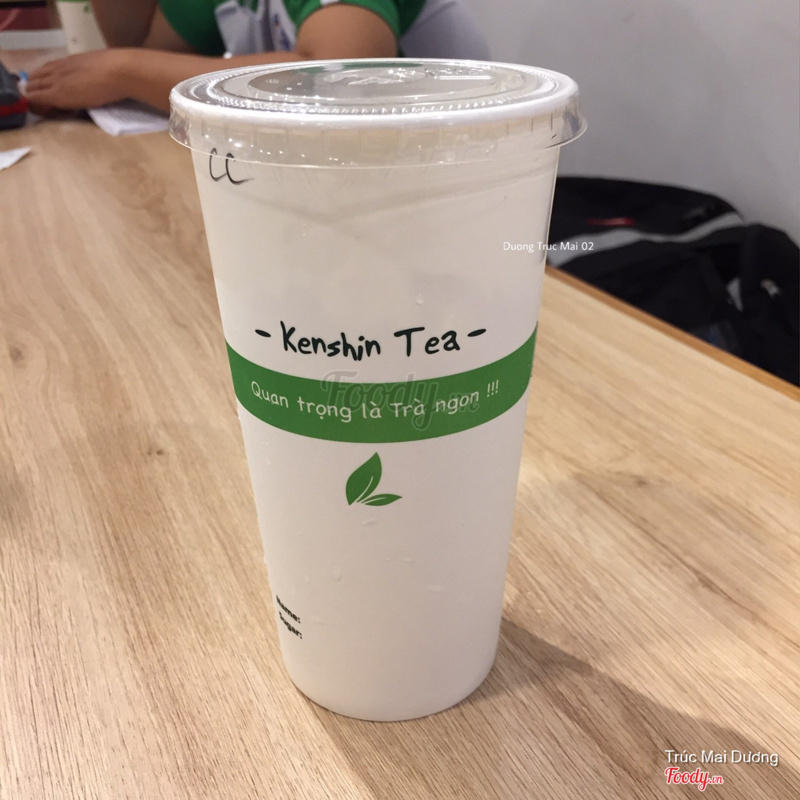 CC
Duong Truc Mai 02
- Kenshin Tea -
Quan trọng là Trà ngon !!!
Foody.vn
Name:
Sugar:
Trúc Mai Dương
Foody.vn